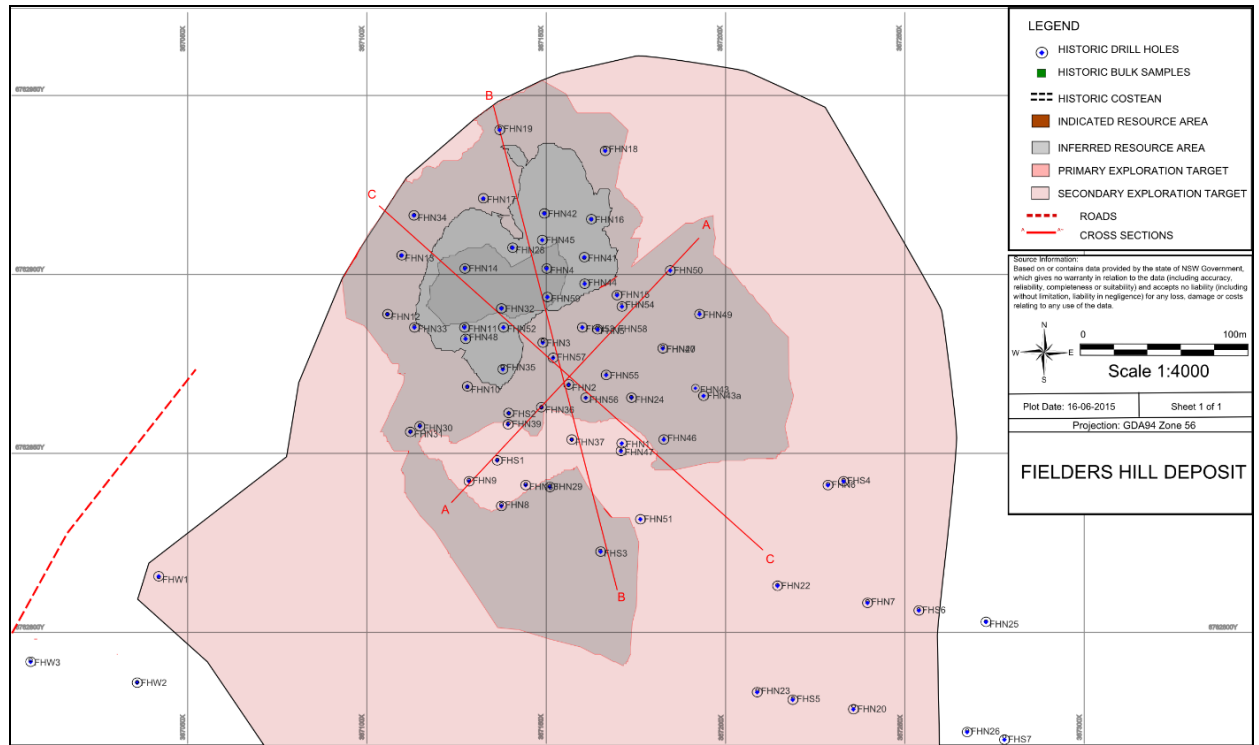 387050X
387100X
387150X
387200X
387250X
LEGEND
HISTORIC DRILL HOLES
HISTORIC BULK SAMPLES
HISTORIC COSTEAN
INDICATED RESOURCE AREA
INFERRED RESOURCE AREA
PRIMARY EXPLORATION TARGET
SECONDARY EXPLORATION TARGET
ROADS
A A~
CROSS SECTIONS
Source Information:
Based on or contains data provided by the state of NSW Government,
which gives no warranty in relation to the data (including accuracy,
reliability, completeness or suitability) and accepts no liability (including
without limitation, liability in negligence) for any loss, damage or costs
relating to any use of the data.
N
W E
S
0 100m
Scale 1:4000
Plot Date: 16-06-2015 Sheet 1 of 1
Projection: GDA94 Zone 56
FIELDERS HILL DEPOSIT
B
FHN19
FHN18
C
FHN17
FHN34
FHN42
FHN16
A
FHN45
FHN28
FHN13
FHN41
FHN14
FHN4
FHN50
FHN44
FHN59
FHN15
FHN54
FHN32
FHN12
FHN49
FHN33
FHN11
FHN52
FHN58
FHN48
FHN3
FHN57
FHN35
FHN55
FHN10
FHN2
FHN43
FHN43a
FHN56
FHN24
FHN36
FHS2
FHN39
FHN30
FHN31
FHN37
FHN1
FHN46
FHN47
FHS1
FHN9
FHN29
FHS4
FHN8
A
FHN51
FHS3
C
FHW1
FHN22
B
FHN7
FHS6
FHN25
FHW3
FHW2
FHN23
FHS5
FHN20
FHN26
FHS7